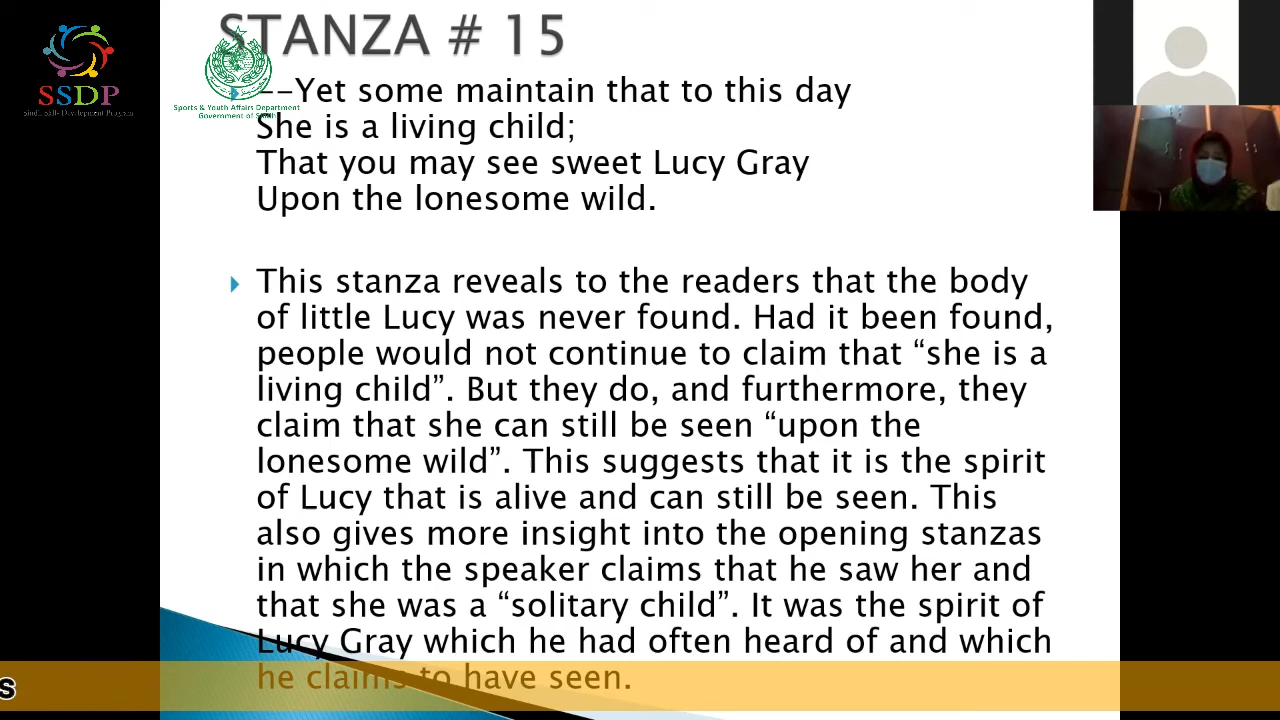 STANZA # 15
SSDP
Sindh Skill- Development Program
Sports & Youth Affairs Department
Government of Sindh
--Yet some maintain that to this day
She is a living child;
That you may see sweet Lucy Gray
Upon the lonesome wild.
This stanza reveals to the readers that the body
of little Lucy was never found. Had it been found,
people would not continue to claim that “she is a
living child”. But they do, and furthermore, they
claim that she can still be seen “upon the
lonesome wild”. This suggests that it is the spirit
of Lucy that is alive and can still be seen. This
also gives more insight into the opening stanzas
in which the speaker claims that he saw her and
that she was a “solitary child”. It was the spirit of
Lucy Gray which he had often heard of and which
he claims to have seen.
s